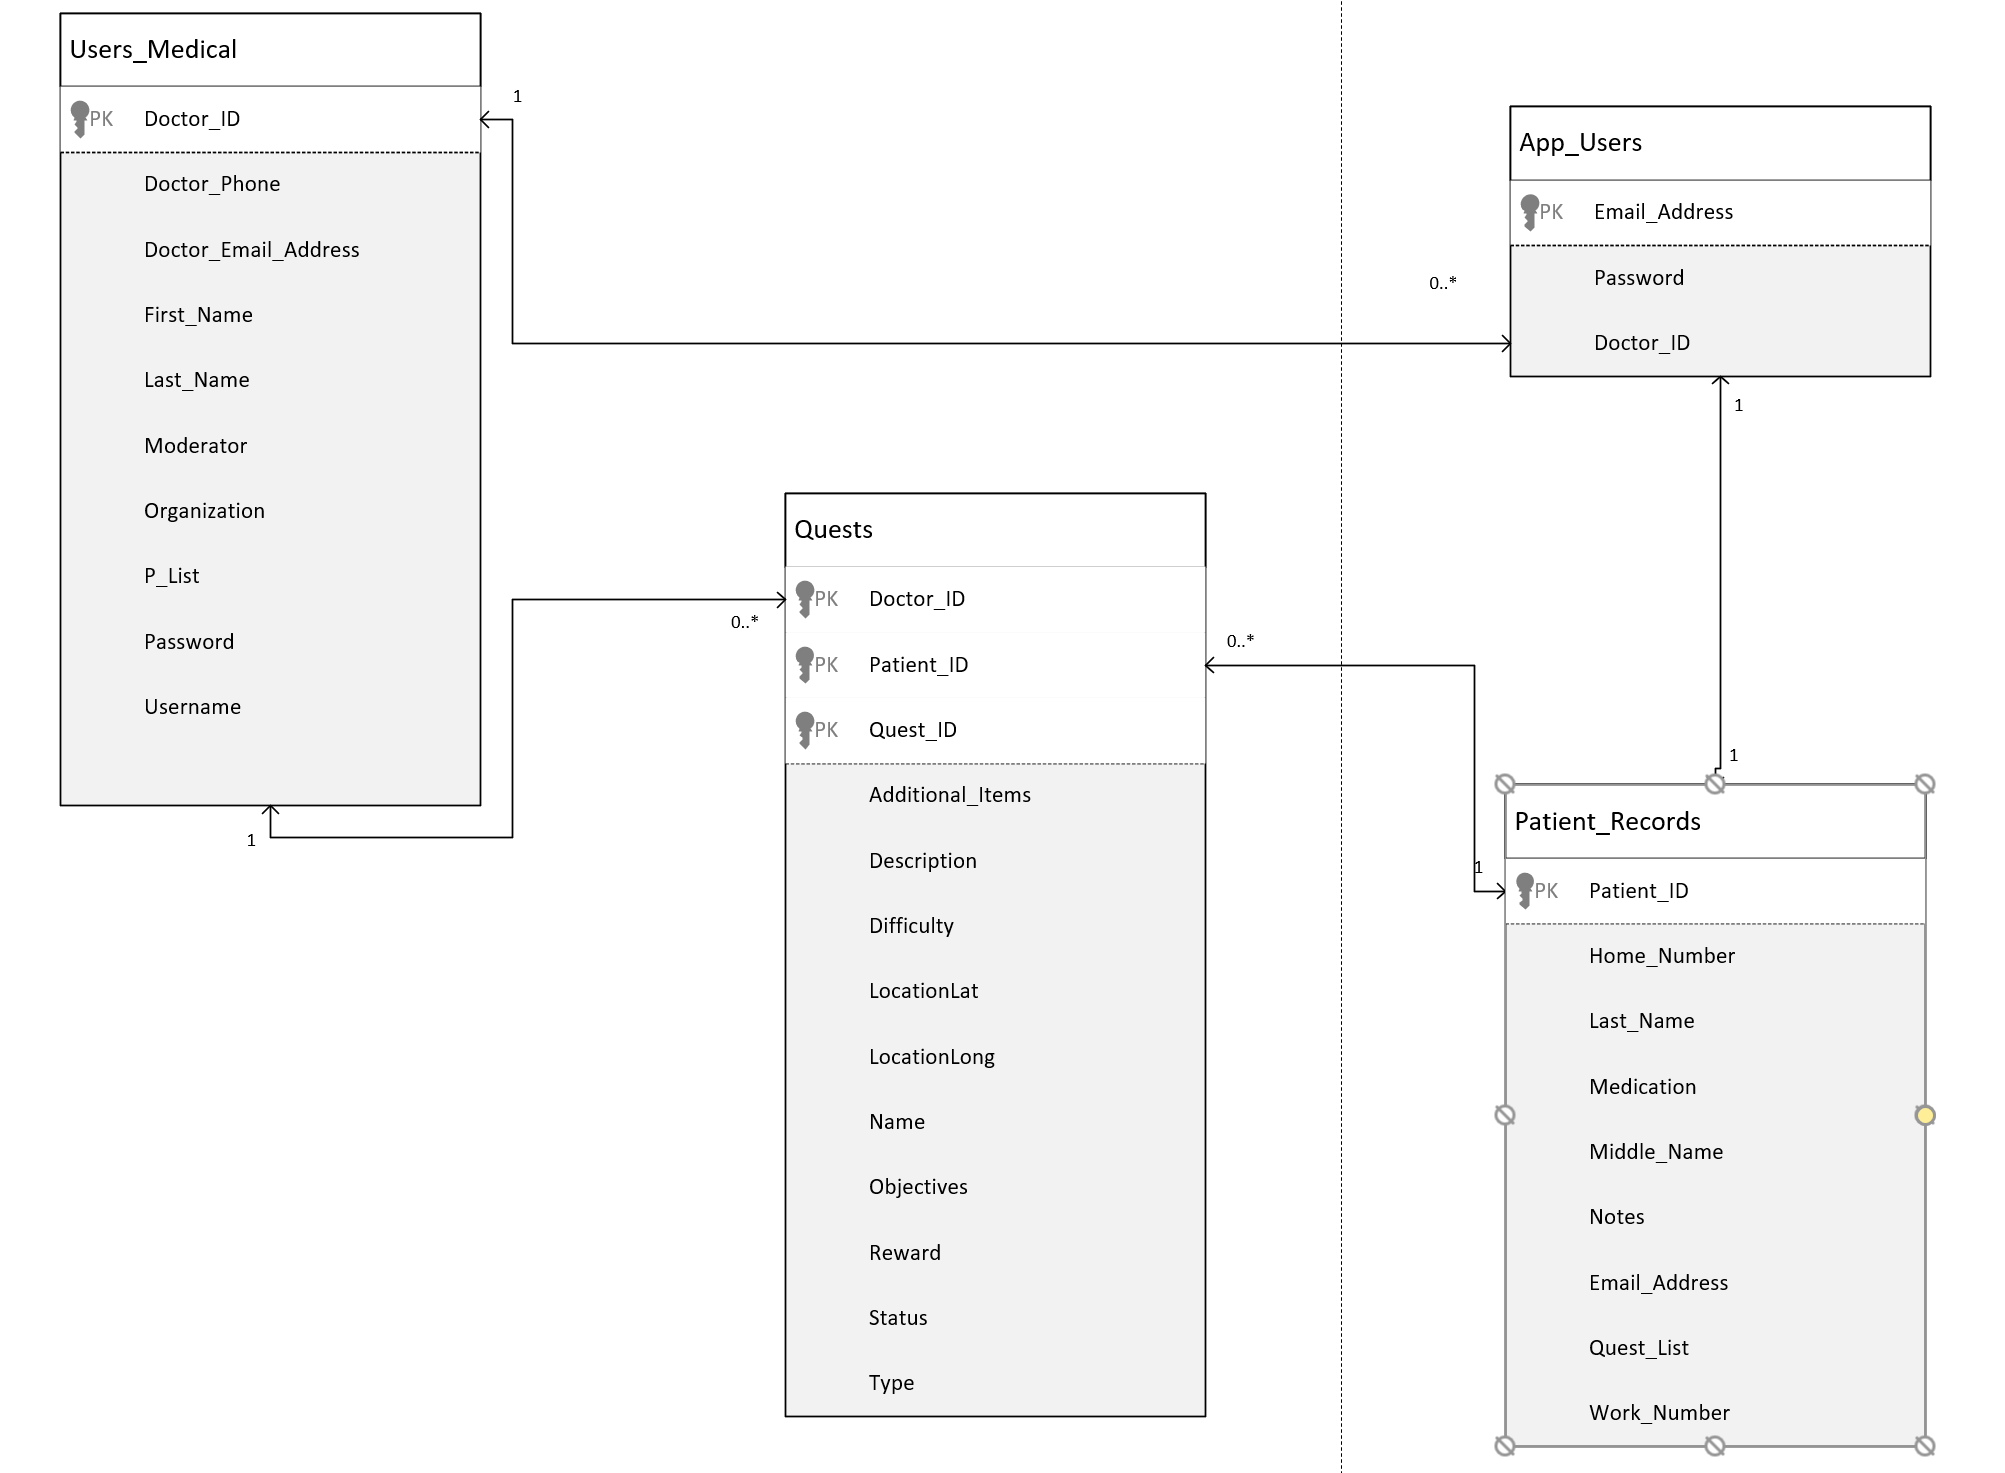 Users_Medical
PK Doctor_ID
Doctor_Phone
Doctor_Email_Address
First_Name
Last_Name
Moderator
Organization
P_List
Password
Username
1
1
App_Users
PK Email_Address
Password
Doctor_ID
0..*
1
Quests
PK Doctor_ID
PK Patient_ID
PK Quest_ID
Additional_Items
Description
Difficulty
LocationLat
LocationLong
Name
Objectives
Reward
Status
Type
0..*
0..*
1
1
Patient_Records
PK Patient_ID
Home_Number
Last_Name
Medication
Middle_Name
Notes
Email_Address
Quest_List
Work_Number